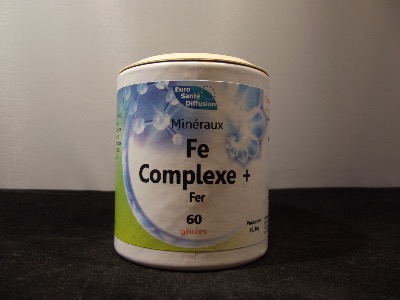 Euro
Santé
Diffusion
Minéraux
Fe
Complexe +
Fer
60
gélules